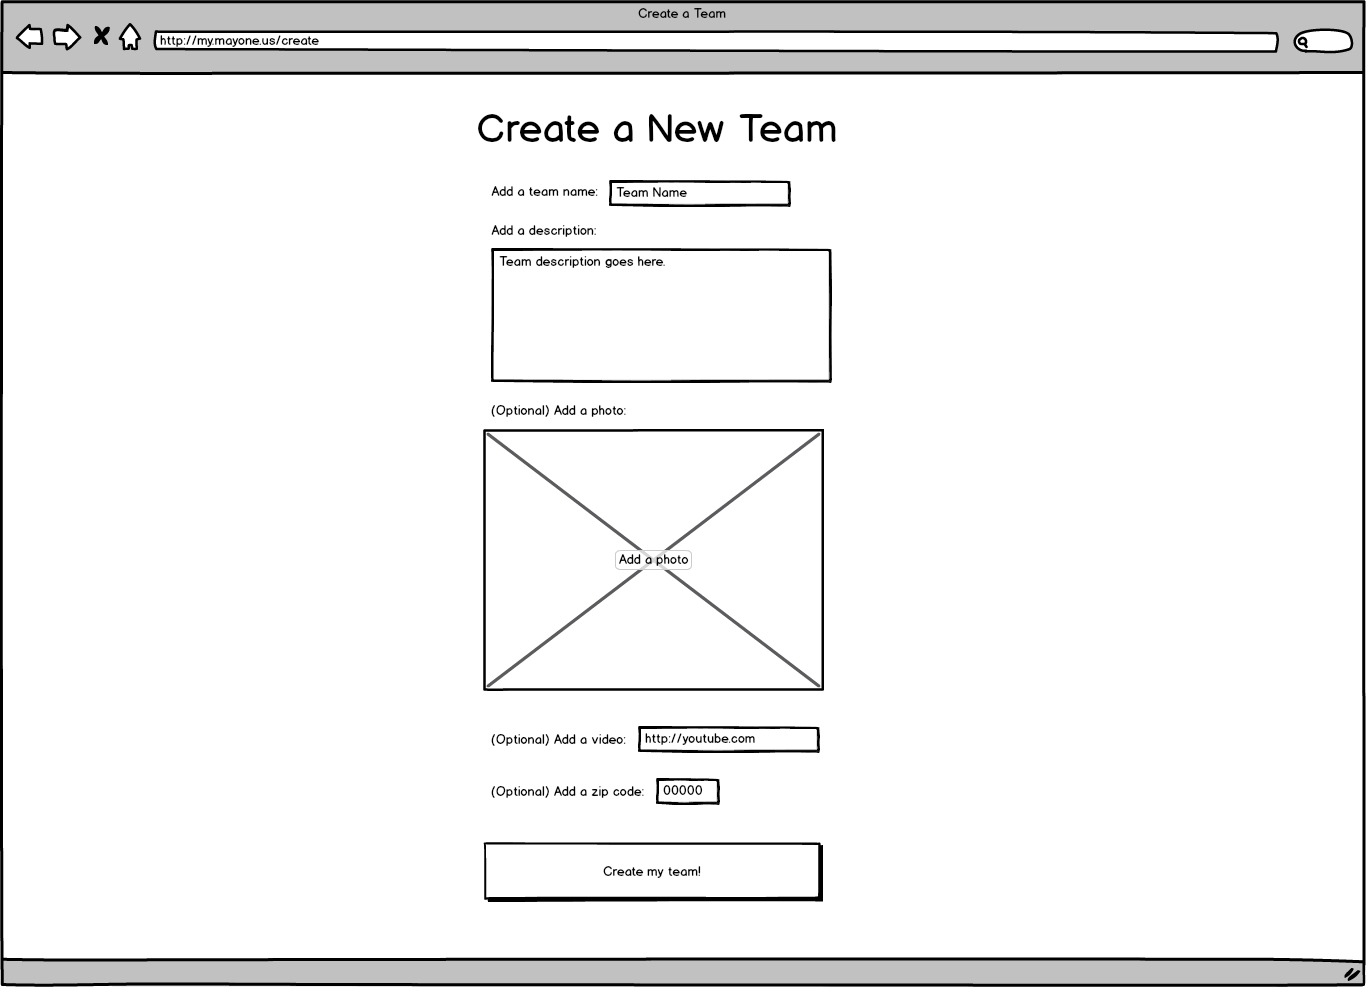 Create a Team
http://my.mayone.us/create
Create a New Team
Add a team name: Team Name
Add a description:
Team description goes here.
(Optional) Add a photo:
Add a photo
(Optional) Add a video: http://youtube.com
(Optional) Add a zip code: 00000
Create my team!